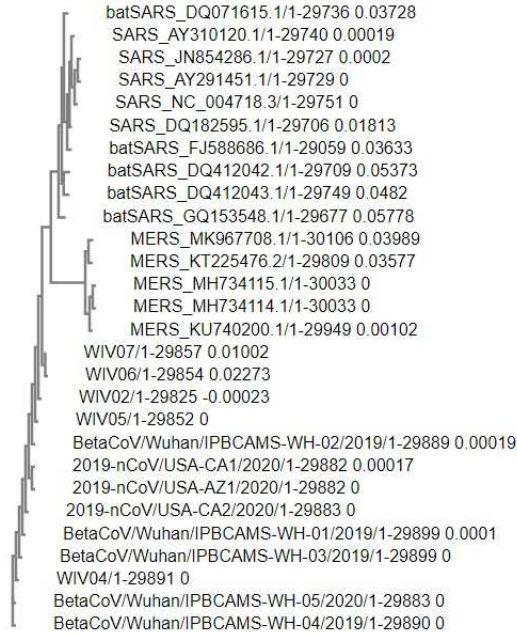 batSARS_DQ071615.1/1-29736 0.03728
SARS_AY310120.1/1-29740 0.00019
SARS_JN854286.1/1-29727 0.0002
SARS_AY291451.1/1-29729 0
SARS_NC_004718.3/1-29751 0
SARS_DQ182595.1/1-29706 0.01813
batSARS_FJ588686.1/1-29059 0.03633
batSARS_DQ412042.1/1-29709 0.05373
batSARS_DQ412043.1/1-29749 0.0482
batSARS_GQ153548.1/1-29677 0.05778
MERS_MK967708.1/1-30106 0.03989
MERS_KT225476.2/1-29809 0.03577
MERS_MH734115.1/1-30033 0
MERS_MH734114.1/1-30033 0
MERS_KU740200.1/1-29949 0.00102
WIV07/1-29857 0.01002
WIV06/1-29854 0.02273
WIV02/1-29825 -0.00023
WIV05/1-29852 0
BetaCoV/Wuhan/IPBCAMS-WH-02/2019/1-29889 0.00019
2019-nCoV/USA-CA1/2020/1-29882 0.00017
2019-nCoV/USA-AZ1/2020/1-29882 0
2019-nCoV/USA-CA2/2020/1-29883 0
BetaCoV/Wuhan/IPBCAMS-WH-01/2019/1-29899 0.0001
BetaCoV/Wuhan/IPBCAMS-WH-03/2019/1-29899 0
WIV04/1-29891 0
BetaCoV/Wuhan/IPBCAMS-WH-05/2020/1-29883 0
BetaCoV/Wuhan/IPBCAMS-WH-04/2019/1-29890 0